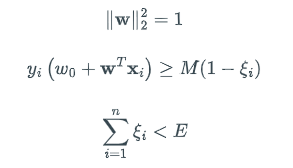 ‖𝐰‖₂² = 1
yᵢ (w₀ + 𝐰ᵀ𝐱ᵢ) ≥ M(1 − ξᵢ)
∑ᵢ₌₁ⁿ ξᵢ < E